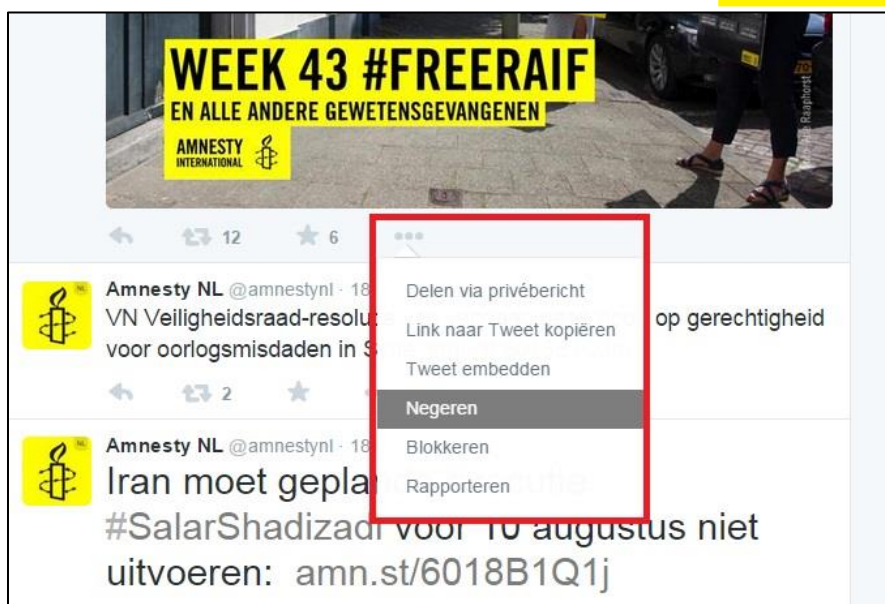 WEEK 43 #FREERAIF
EN ALLE ANDERE GEWETENSGEVANGENEN
AMNESTY
INTERNATIONAL
Raaphorst
12
6
Amnesty NL @amnestynl · 18
VN Veiligheidsraad-resolu op gerechtigheid
voor oorlogsmisdaden in S
2
Delen via privébericht
Link naar Tweet kopiëren
Tweet embedden
Negeren
Blokkeren
Rapporteren
Amnesty NL @amnestynl · 18
Iran moet gepla
#SalarShadizadi voor 10 augustus niet
uitvoeren: amn.st/6018B1Q1j